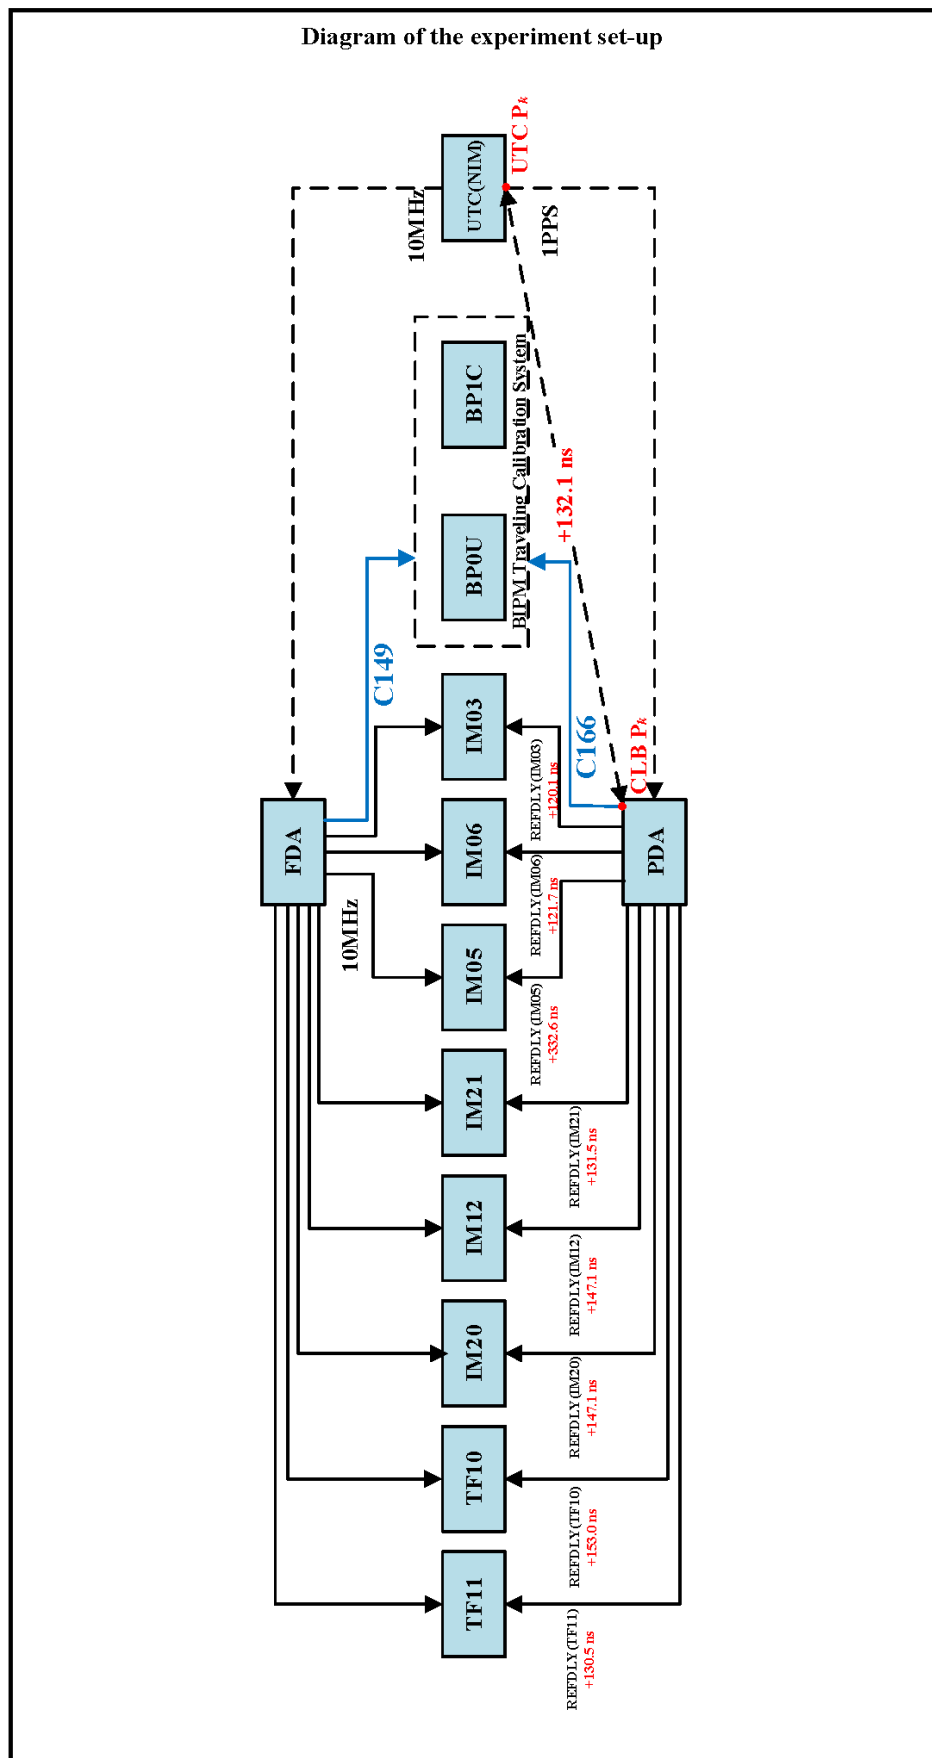 Diagram of the experiment set-up
UTC P𝑘
UTC(NIM)
10MHz
1PPS
BP1C
BP0U
BIPM Traveling Calibration System
+132.1 ns
C149
C166
CLB P𝑘
FDA
PDA
10MHz
IM03
REFDLY(IM03)
+120.1 ns
IM06
REFDLY(IM06)
+121.7 ns
IM05
REFDLY(IM05)
+332.6 ns
IM21
REFDLY(IM21)
+131.5 ns
IM12
REFDLY(IM12)
+147.1 ns
IM20
REFDLY(IM20)
+147.1 ns
TF10
REFDLY(TF10)
+153.0 ns
TF11
REFDLY(TF11)
+130.5 ns